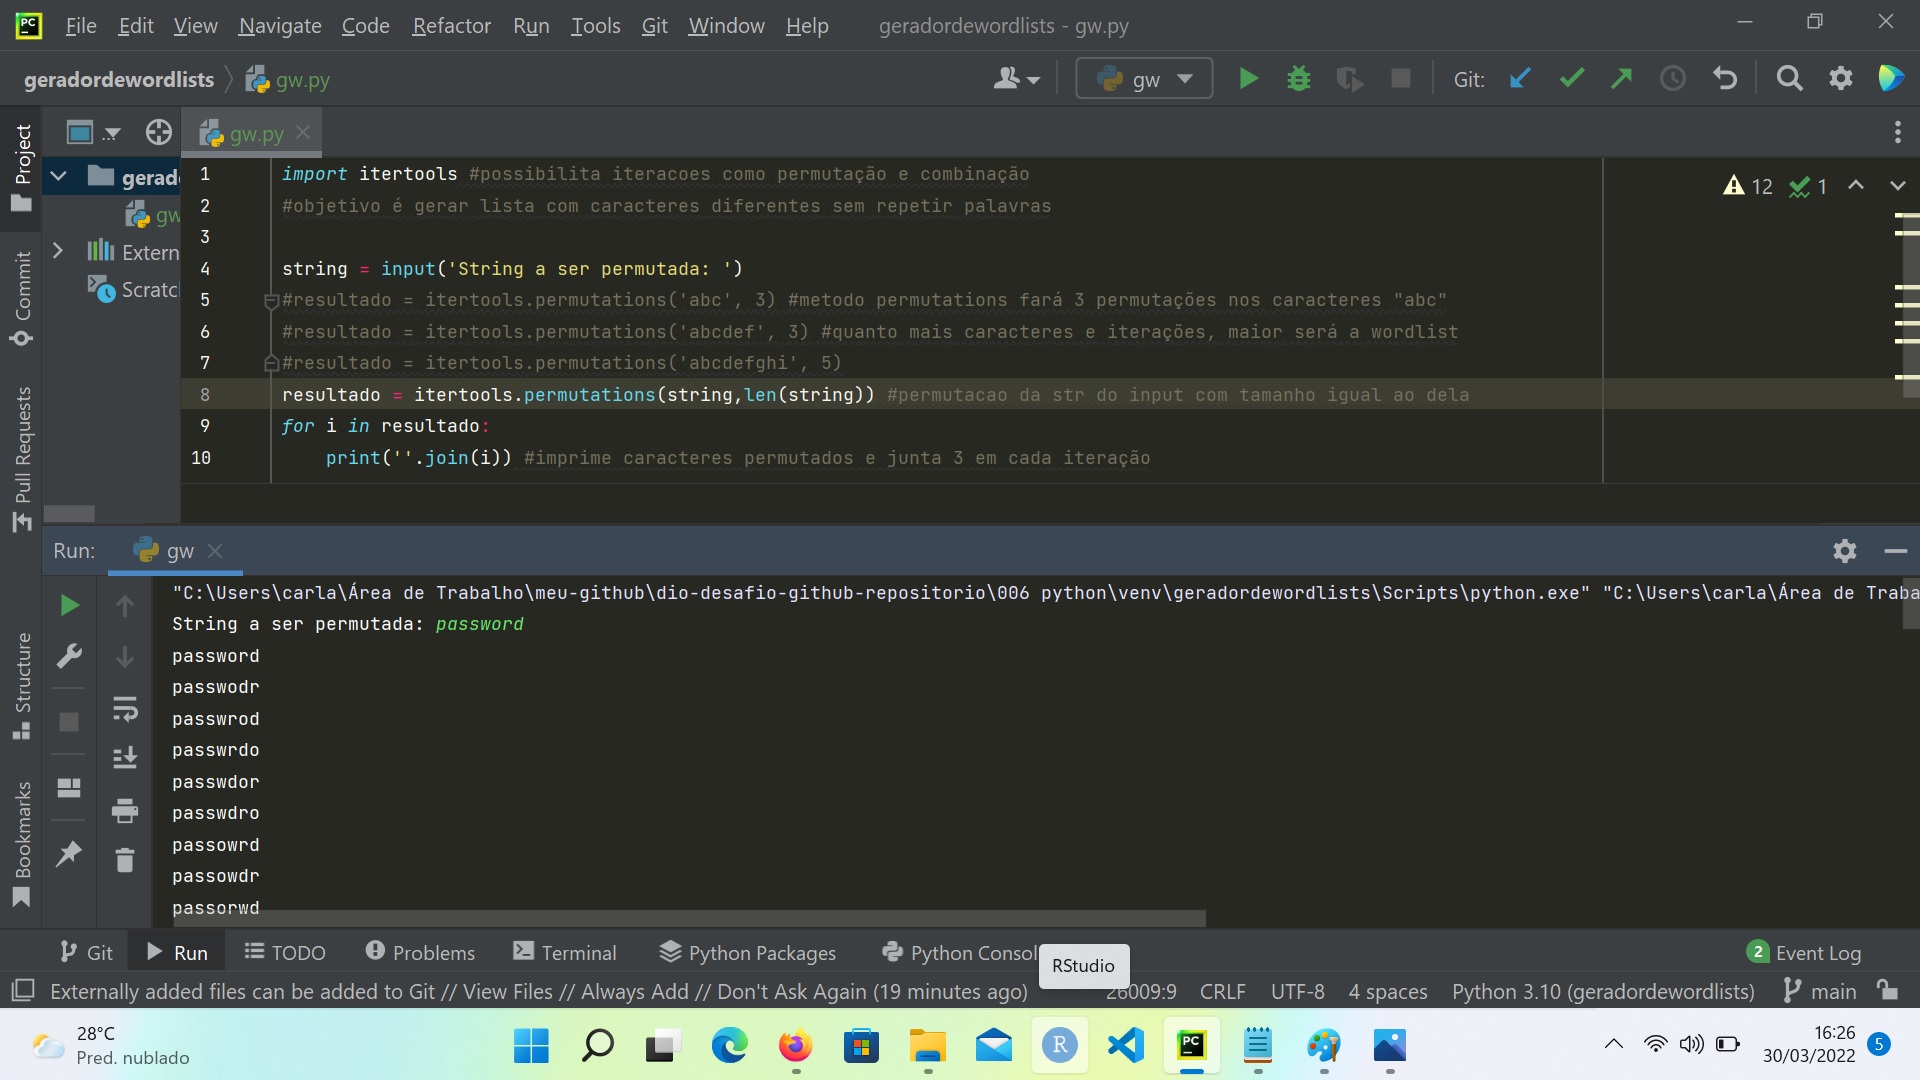 File Edit View Navigate Code Refactor Run Tools Git Window Help geradordewordlists - gw.py
geradordewordlists gw.py gw Git:
Project
gw.py
1 import itertools #possibilita iteracoes como permutação e combinação
2 #objetivo é gerar lista com caracteres diferentes sem repetir palavras
3
4 string = input('String a ser permutada: ')
5 #resultado = itertools.permutations('abc', 3) #metodo permutations fará 3 permutações nos caracteres "abc"
6 #resultado = itertools.permutations('abcdef', 3) #quanto mais caracteres e iterações, maior será a wordlist
7 #resultado = itertools.permutations('abcdefghi', 5)
8 resultado = itertools.permutations(string,len(string)) #permutacao da str do input com tamanho igual ao dela
9 for i in resultado:
10 print(''.join(i)) #imprime caracteres permutados e junta 3 em cada iteração
12 1
gerad
gw
Extern
Scratc
Commit
Pull Requests
Structure
Bookmarks
Run: gw
"C:\Users\carla\Área de Trabalho\meu-github\dio-desafio-github-repositorio\006 python\venv\geradordewordlists\Scripts\python.exe" "C:\Users\carla\Área de Traba
String a ser permutada: password
password
passwodr
passwrod
passwrdo
passwdor
passwdro
passowrd
passowdr
passorwd
Git Run TODO Problems Terminal Python Packages Python Consol Event Log
2
RStudio
Externally added files can be added to Git // View Files // Always Add // Don't Ask Again (19 minutes ago) 26009:9 CRLF UTF-8 4 spaces Python 3.10 (geradordewordlists) main
28°C
Pred. nublado
R
PC
16:26
30/03/2022
5